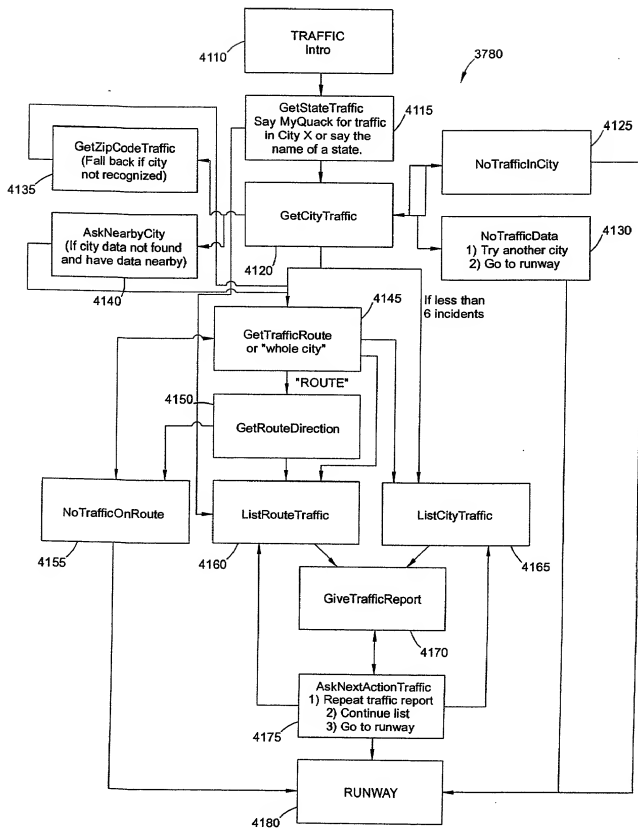 TRAFFIC
Intro
4110
3780
GetStateTraffic
Say MyQuack for traffic
in City X or say the
name of a state.
4115
4125
NoTrafficInCity
GetZipCodeTraffic
(Fall back if city
not recognized)
4135
GetCityTraffic
4120
AskNearbyCity
(If city data not found
and have data nearby)
4140
NoTrafficData
1) Try another city
2) Go to runway
4130
4145
If less than
6 incidents
GetTrafficRoute
or "whole city"
"ROUTE"
4150
GetRouteDirection
NoTrafficOnRoute
4155
ListRouteTraffic
4160
ListCityTraffic
4165
GiveTrafficReport
4170
AskNextActionTraffic
1) Repeat traffic report
2) Continue list
3) Go to runway
4175
RUNWAY
4180